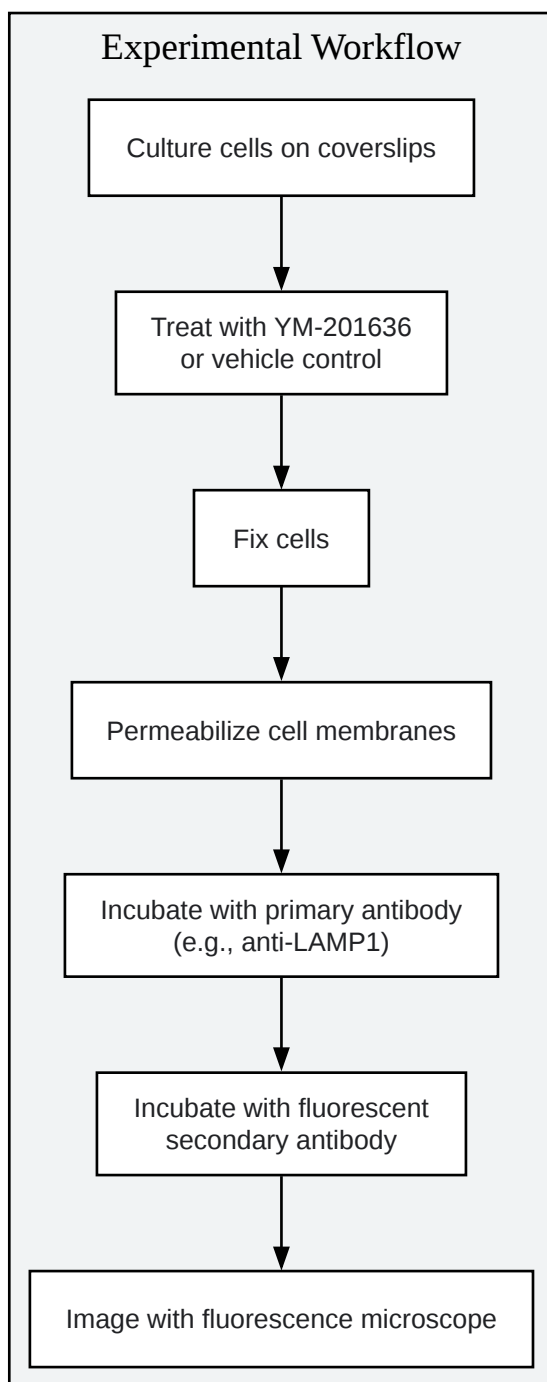 Experimental Workflow
Culture cells on coverslips
Treat with YM-201636
or vehicle control
Fix cells
Permeabilize cell membranes
Incubate with primary antibody
(e.g., anti-LAMP1)
Incubate with fluorescent
secondary antibody
Image with fluorescence microscope